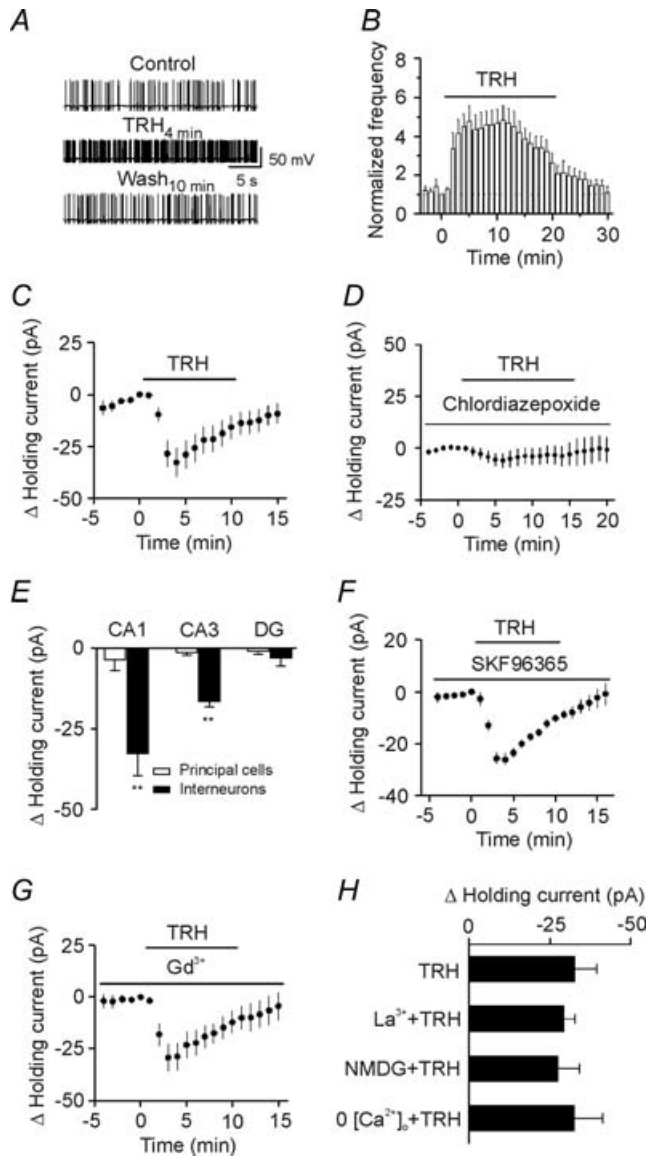 A
Control
TRH4 min
50 mV
5 s
Wash10 min
B
Normalized frequency
8
6
4
2
0
TRH
0 10 20 30
Time (min)
C
Δ Holding current (pA)
25
0
-25
-50
TRH
-5 0 5 10 15
Time (min)
D
Δ Holding current (pA)
50
25
0
-25
TRH
Chlordiazepoxide
-5 0 5 10 15 20
Time (min)
E
Δ Holding current (pA)
0
-25
-50
CA1 CA3 DG
**
**
Principal cells
Interneurons
F
Δ Holding current (pA)
20
0
-20
-40
TRH
SKF96365
-5 0 5 10 15
Time (min)
G
Δ Holding current (pA)
25
0
-25
-50
TRH
Gd³⁺
-5 0 5 10 15
Time (min)
H
Δ Holding current (pA)
0 -25 -50
TRH
La³⁺+TRH
NMDG+TRH
0 [Ca²⁺]ₒ+TRH